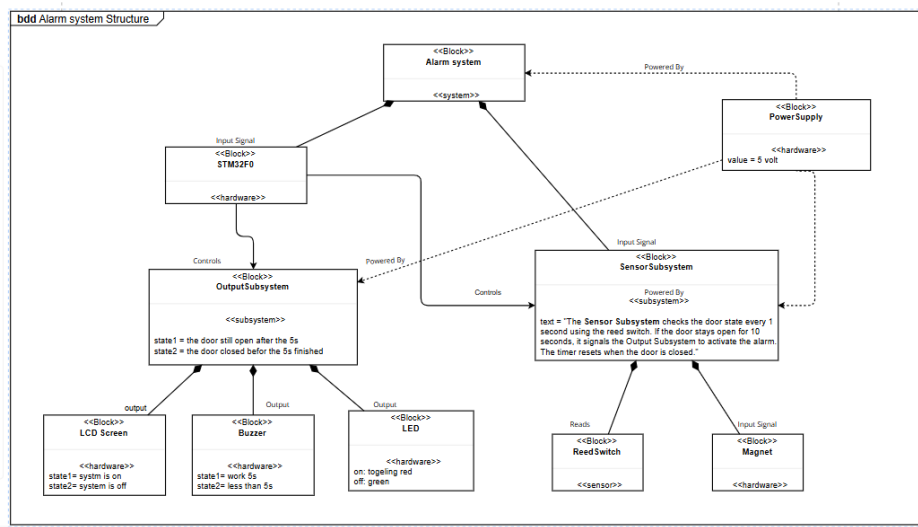 bdd Alarm system Structure
<<Block>>
Alarm system
<<system>>
Powered By
<<Block>>
PowerSupply
<<hardware>>
value = 5 volt
Input Signal
<<Block>>
STM32F0
<<hardware>>
Controls
Powered By
Controls
Input Signal
<<Block>>
OutputSubsystem
<<subsystem>>
state1 = the door still open after the 5s
state2 = the door closed befor the 5s finished
<<Block>>
SensorSubsystem
Powered By
<<subsystem>>
text = "The Sensor Subsystem checks the door state every 1
second using the reed switch. If the door stays open for 10
seconds, it signals the Output Subsystem to activate the alarm.
The timer resets when the door is closed."
output
<<Block>>
LCD Screen
<<hardware>>
state1= systm is on
state2= system is off
Output
<<Block>>
Buzzer
<<hardware>>
state1= work 5s
state2= less than 5s
Output
<<Block>>
LED
<<hardware>>
on: togeling red
off: green
Reads
<<Block>>
ReedSwitch
<<sensor>>
Input Signal
<<Block>>
Magnet
<<hardware>>